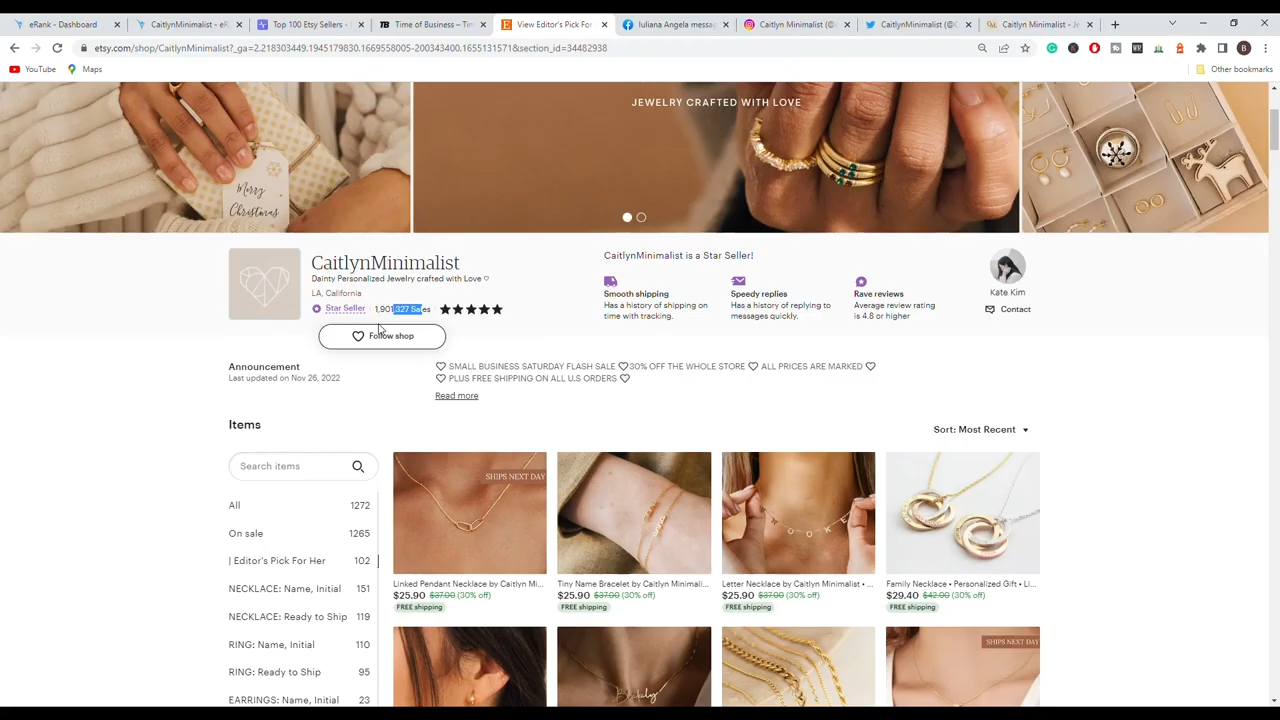 eRank - Dashboard
CaitlynMinimalist - eR
Top 100 Etsy Sellers -
Time of Business – Tim
View Editor's Pick For
Iuliana Angela messag
Caitlyn Minimalist (@
CaitlynMinimalist (@
Caitlyn Minimalist - Je
etsy.com/shop/CaitlynMinimalist?_ga=2.218303449.1945179830.1669558005-200343400.1655131571&section_id=34482938
YouTube
Maps
Other bookmarks
JEWELRY CRAFTED WITH LOVE
Merry
Christmas
CaitlynMinimalist
Dainty Personalized Jewelry crafted with Love ♡
LA, California
Star Seller
1,901,327 Sales
Follow shop
CaitlynMinimalist is a Star Seller!
Smooth shipping
Has a history of shipping on
time with tracking.
Speedy replies
Has a history of replying to
messages quickly.
Rave reviews
Average review rating
is 4.8 or higher
Kate Kim
Contact
Announcement
Last updated on Nov 26, 2022
♡ SMALL BUSINESS SATURDAY FLASH SALE ♡30% OFF THE WHOLE STORE ♡ ALL PRICES ARE MARKED ♡
♡ PLUS FREE SHIPPING ON ALL U.S ORDERS ♡
Read more
Items
Sort: Most Recent
Search items
All 1272
On sale 1265
| Editor's Pick For Her 102
NECKLACE: Name, Initial 151
NECKLACE: Ready to Ship 119
RING: Name, Initial 110
RING: Ready to Ship 95
EARRINGS: Name, Initial 23
SHIPS NEXT DAY
Linked Pendant Necklace by Caitlyn Mi...
$25.90 $37.00 (30% off)
FREE shipping
Tiny Name Bracelet by Caitlyn Minimali...
$25.90 $37.00 (30% off)
FREE shipping
Letter Necklace by Caitlyn Minimalist • ...
$25.90 $37.00 (30% off)
FREE shipping
Family Necklace • Personalized Gift • Li...
$29.40 $42.00 (30% off)
FREE shipping
SHIPS NEXT DAY